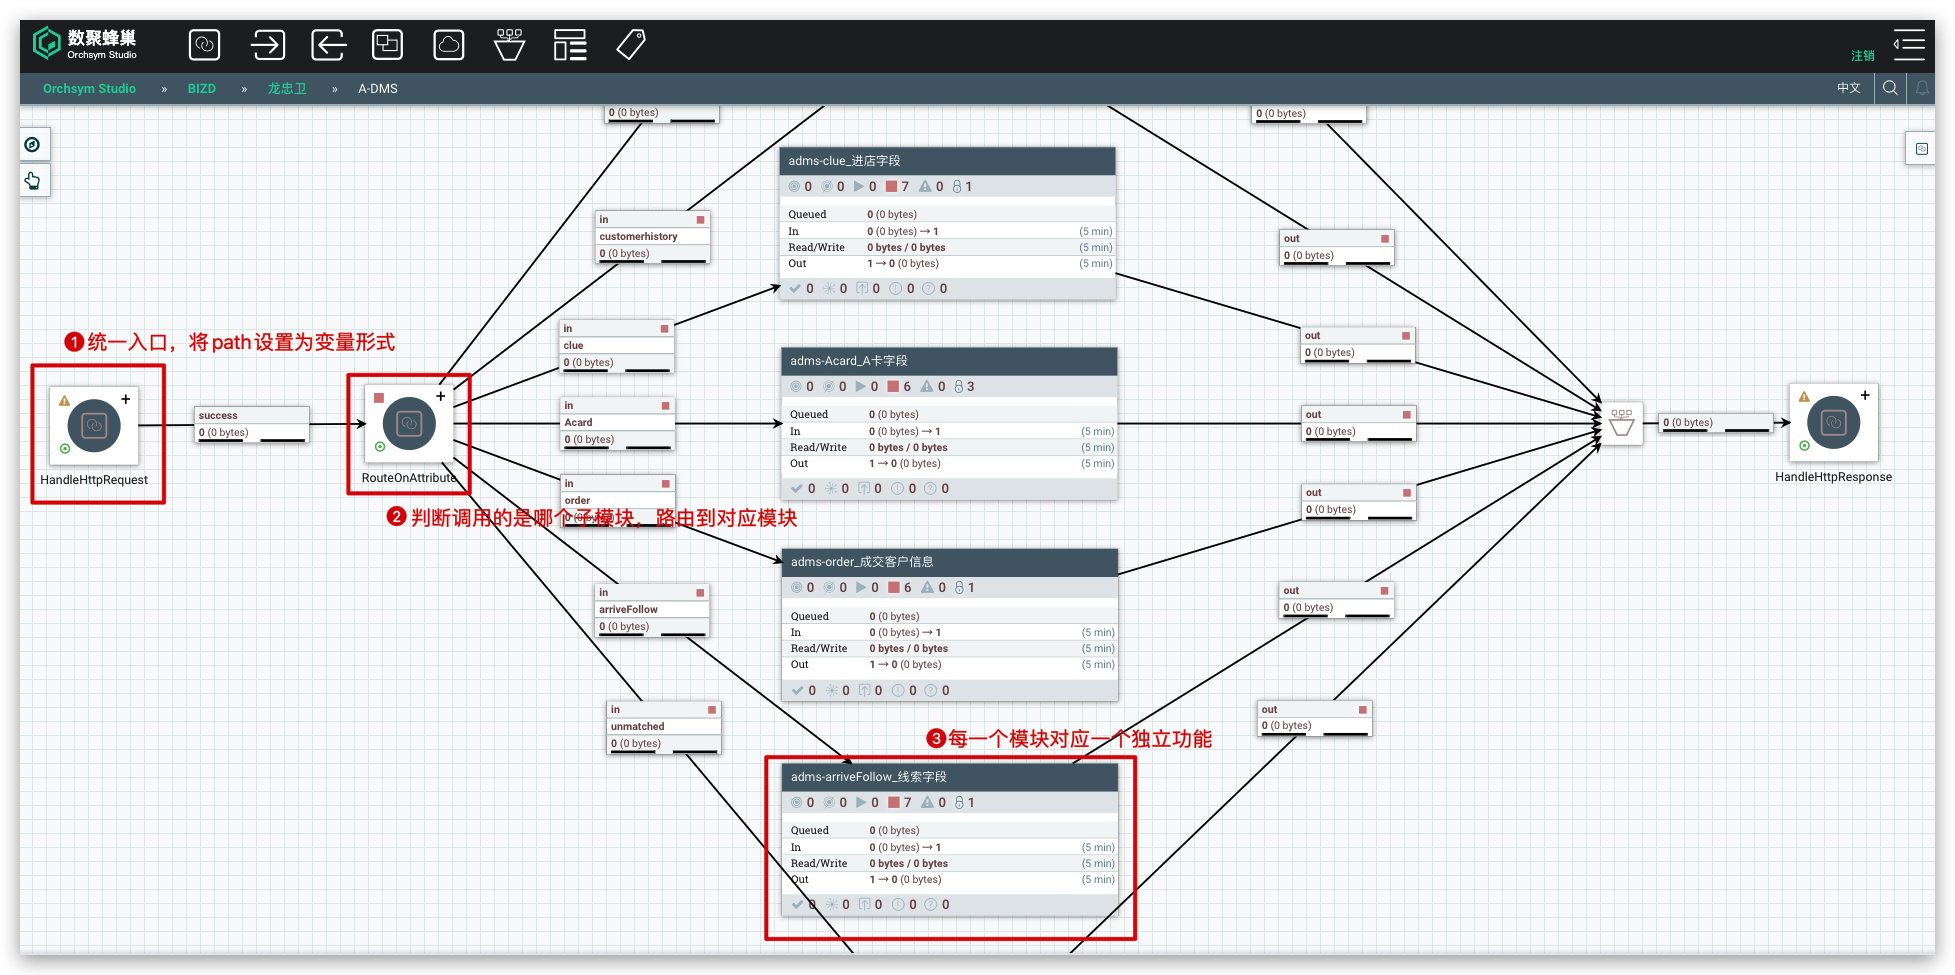 数聚蜂巢
Orchsym Studio
注销
Orchsym Studio » BIZD » 龙忠卫 » A-DMS
中文
0 (0 bytes)
0 (0 bytes)
adms-clue_进店字段
0 0 0 7 0 1
Queued 0 (0 bytes)
In 0 (0 bytes) → 1 (5 min)
Read/Write 0 bytes / 0 bytes (5 min)
Out 1 → 0 (0 bytes) (5 min)
0 0 0 0 0
in
customerhistory
0 (0 bytes)
out
0 (0 bytes)
in
clue
0 (0 bytes)
out
0 (0 bytes)
❶统一入口，将path设置为变量形式
adms-Acard_A卡字段
0 0 0 6 0 3
Queued 0 (0 bytes)
In 0 (0 bytes) → 1 (5 min)
Read/Write 0 bytes / 0 bytes (5 min)
Out 1 → 0 (0 bytes) (5 min)
0 0 0 0 0
HandleHttpRequest
success
0 (0 bytes)
RouteOnAttribute
in
Acard
0 (0 bytes)
out
0 (0 bytes)
0 (0 bytes)
HandleHttpResponse
in
order
0 (0 bytes)
out
0 (0 bytes)
❷ 判断调用的是哪个子模块，路由到对应模块
adms-order_成交客户信息
0 0 0 6 0 1
Queued 0 (0 bytes)
In 0 (0 bytes) → 1 (5 min)
Read/Write 0 bytes / 0 bytes (5 min)
Out 1 → 0 (0 bytes) (5 min)
0 0 0 0 0
in
arriveFollow
0 (0 bytes)
out
0 (0 bytes)
in
unmatched
0 (0 bytes)
out
0 (0 bytes)
❸每一个模块对应一个独立功能
adms-arriveFollow_线索字段
0 0 0 7 0 1
Queued 0 (0 bytes)
In 0 (0 bytes) → 1 (5 min)
Read/Write 0 bytes / 0 bytes (5 min)
Out 1 → 0 (0 bytes) (5 min)
0 0 0 0 0